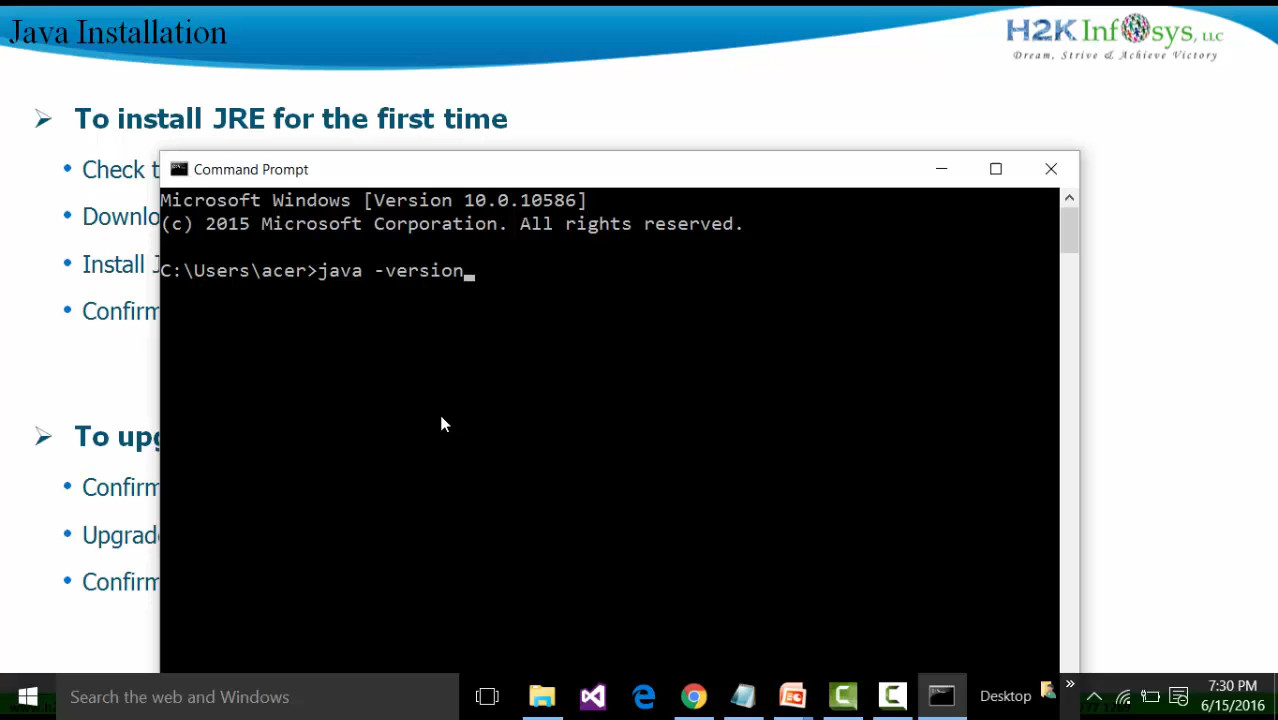 Java Installation
H2K Infosys, LLC
Dream, Strive & Achieve Victory
➢ To install JRE for the first time
• Check t
• Downlo
• Install J
• Confirm
➢ To upg
• Confirm
• Upgrade
• Confirm
Command Prompt
Microsoft Windows [Version 10.0.10586]
(c) 2015 Microsoft Corporation. All rights reserved.
C:\Users\acer>java -version_
Search the web and Windows
Desktop
»
7:30 PM
6/15/2016